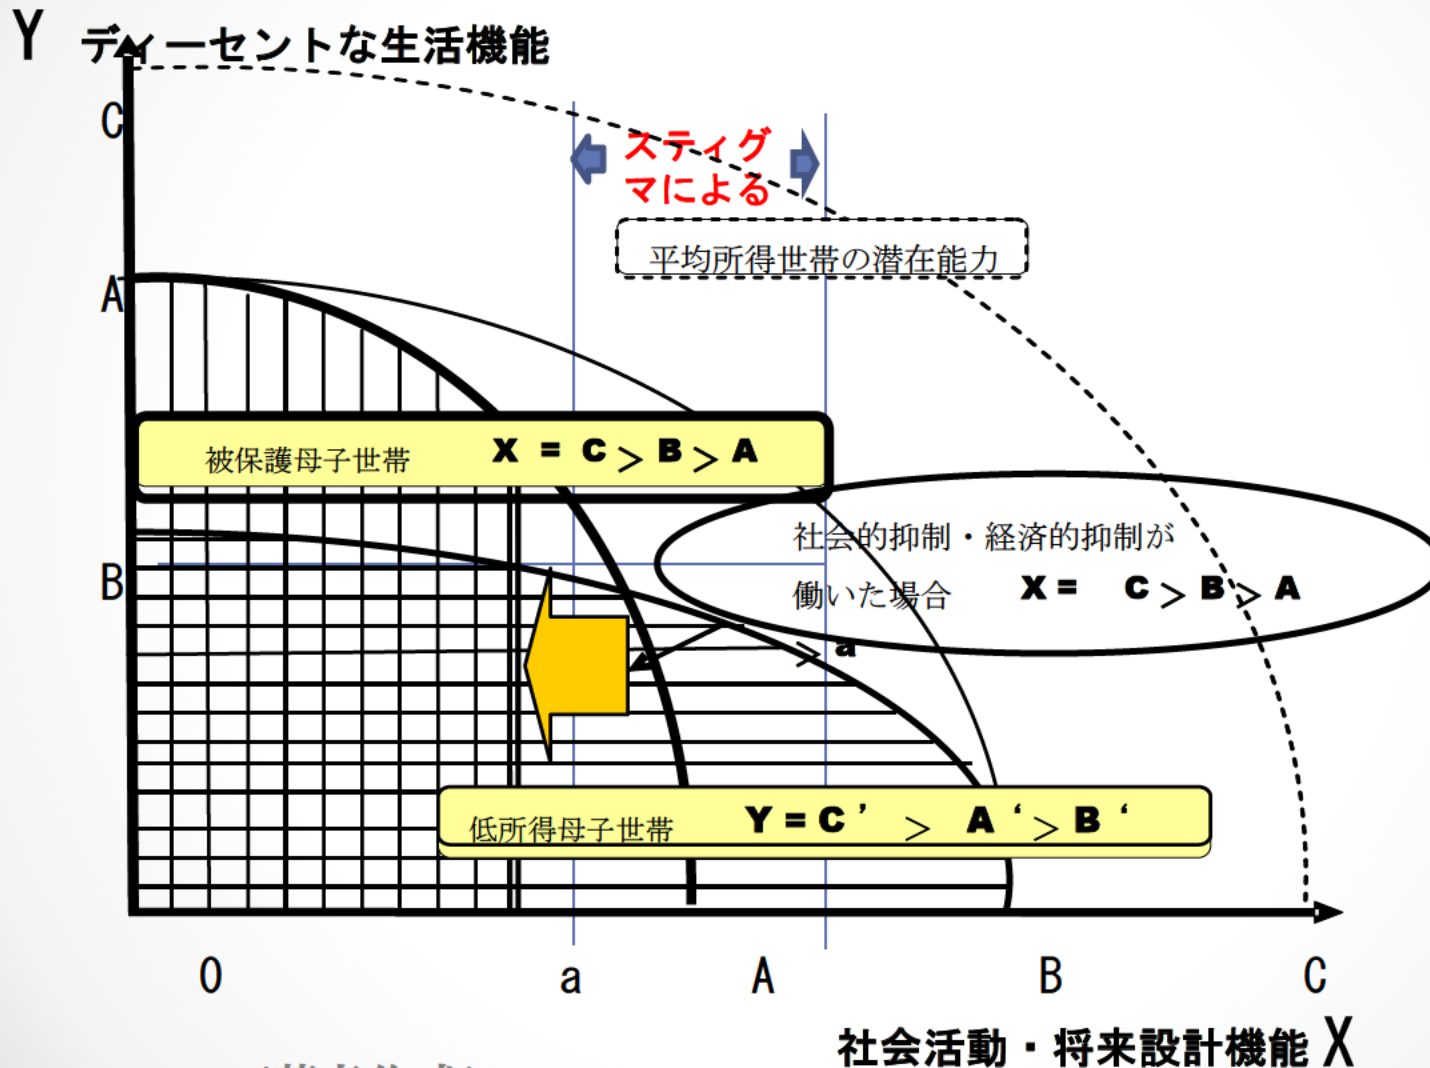 Y ディーセントな生活機能
C
スティグ
マによる
平均所得世帯の潜在能力
A
被保護母子世帯 X = C > B > A
社会的抑制・経済的抑制が
働いた場合 X = C > B > A
B
> a
低所得母子世帯 Y = C ’ > A ‘ > B ‘
0 a A B C
社会活動・将来設計機能 X